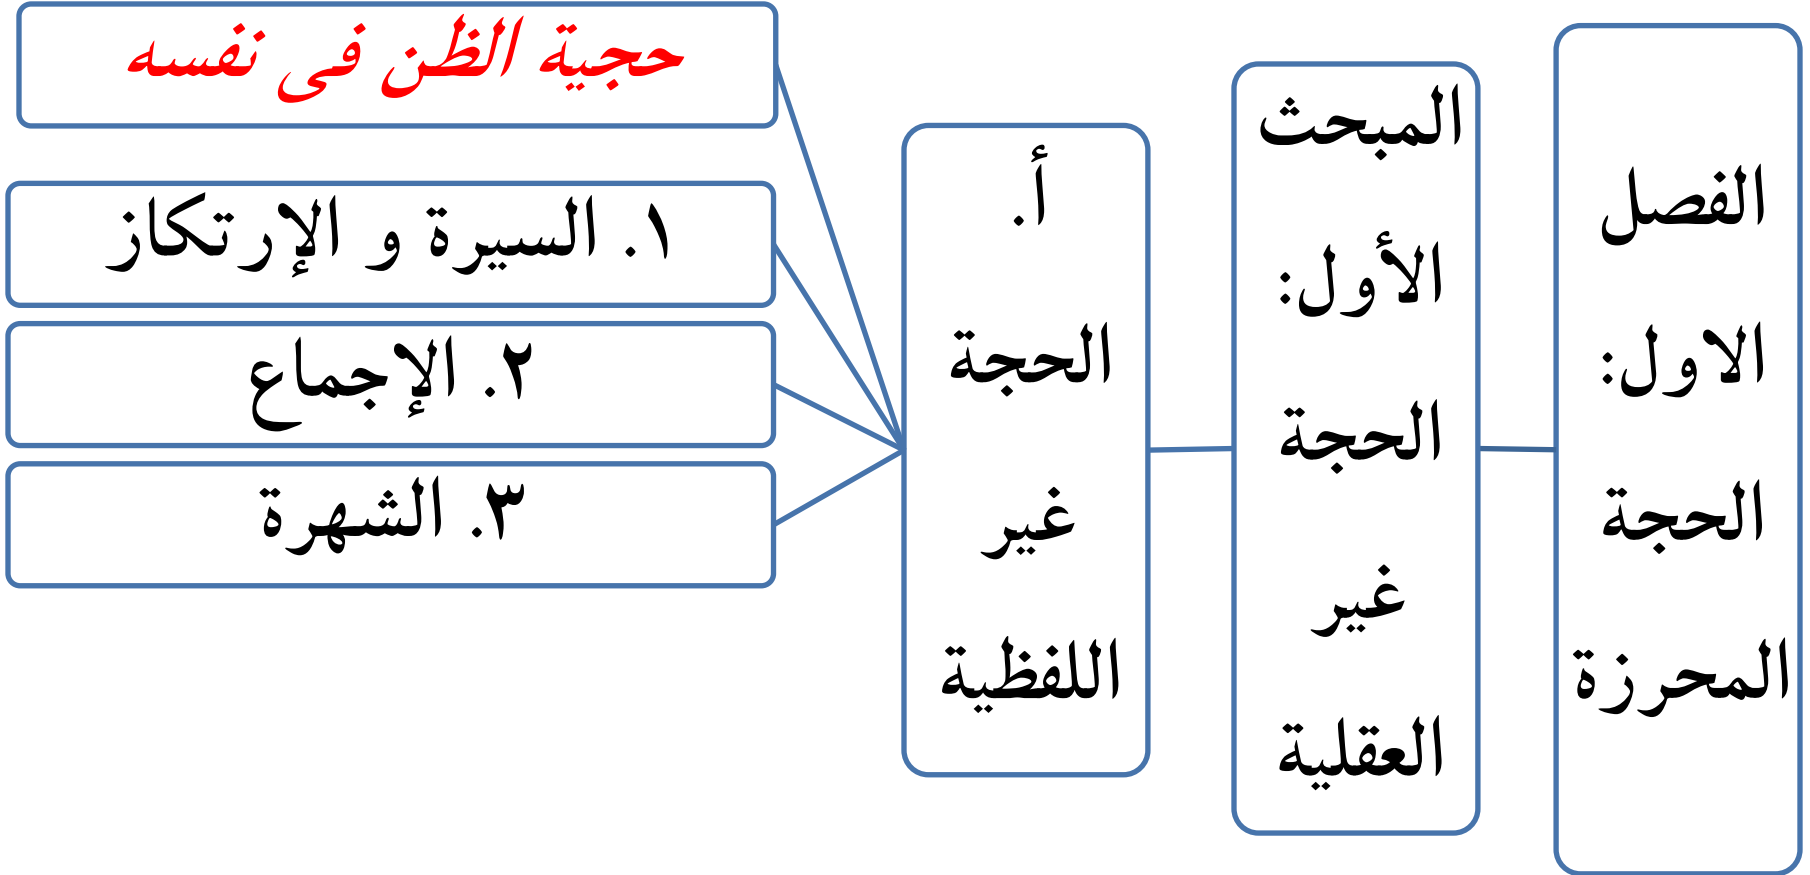 الفصل
الاول:
الحجة
المحرزة
المبحث
الأول:
الحجة
غير
العقلية
أ.
الحجة
غير
اللفظية
حجية الظن فى نفسه
١. السيرة و الإرتكاز
٢. الإجماع
٣. الشهرة